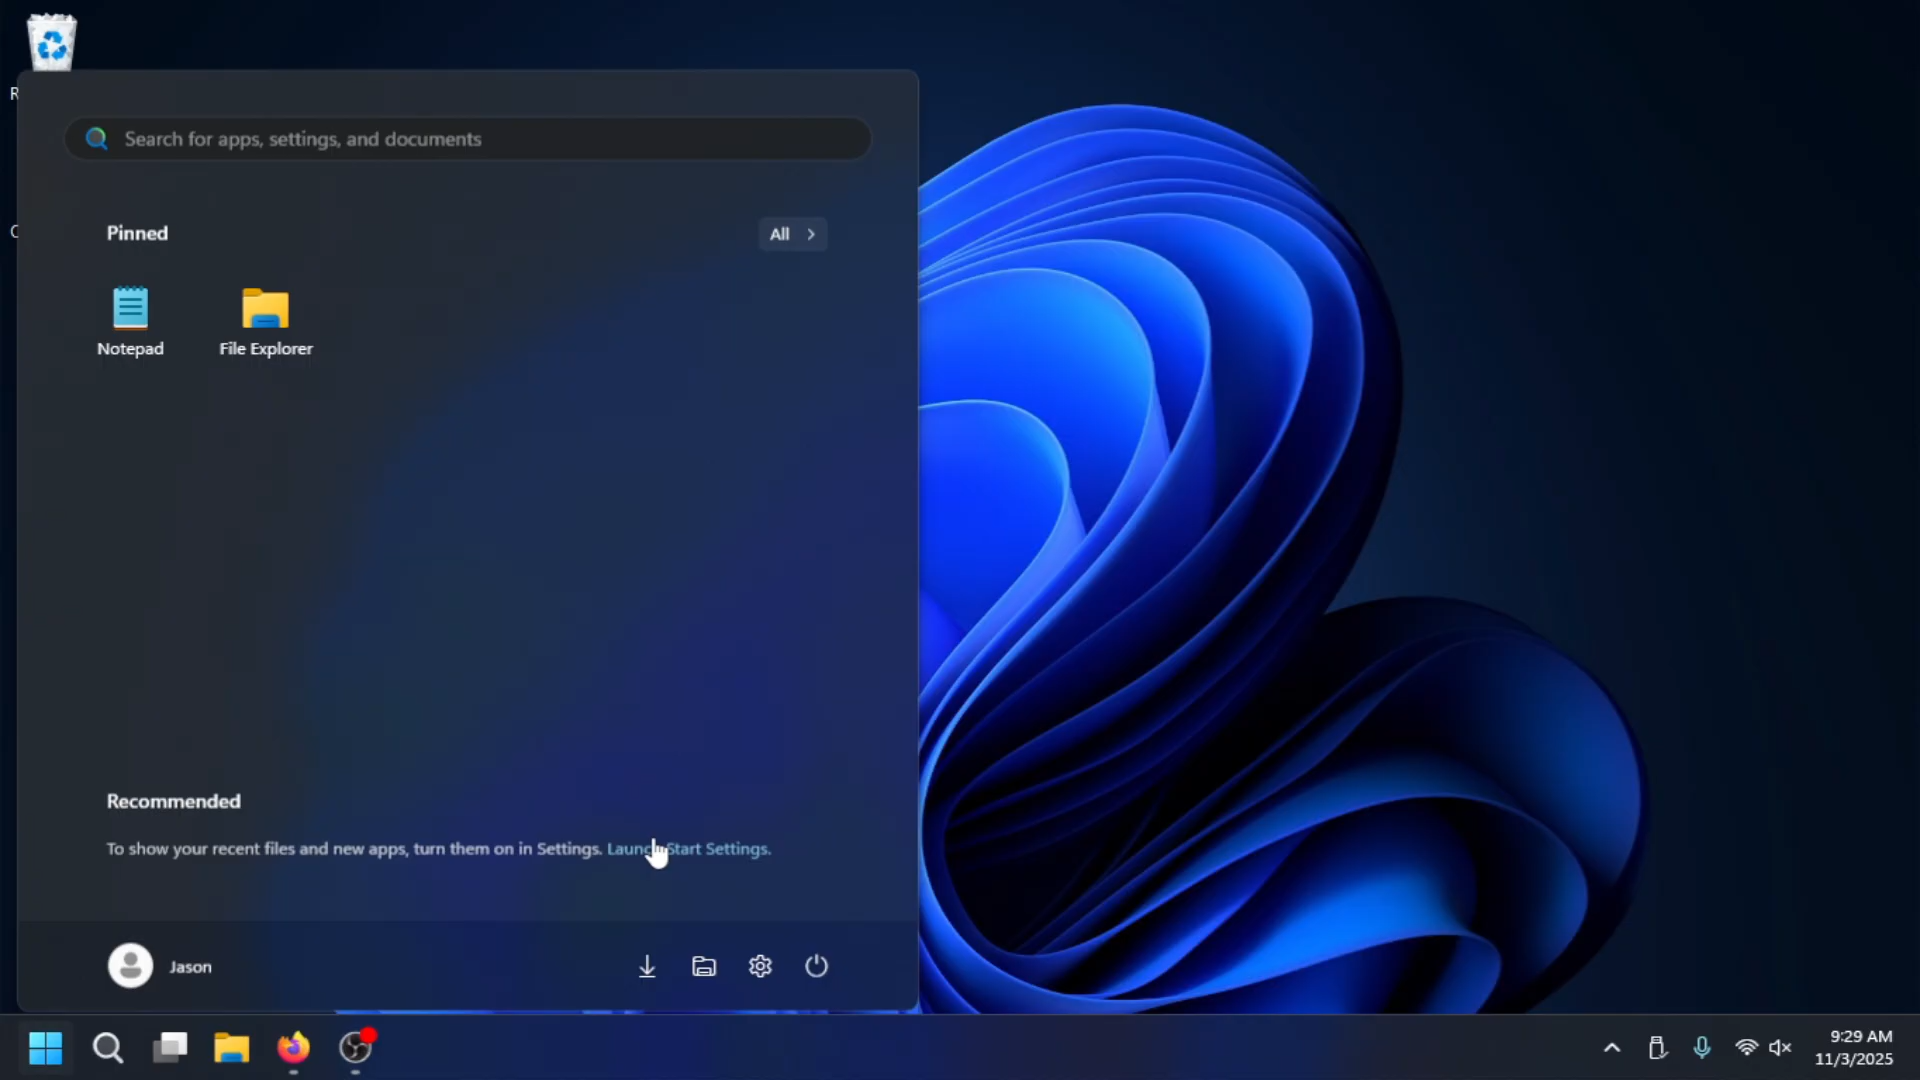 R
Search for apps, settings, and documents
Pinned
All
C
Notepad
File Explorer
Recommended
To show your recent files and new apps, turn them on in Settings. Launch Start Settings.
Jason
9:29 AM
11/3/2025